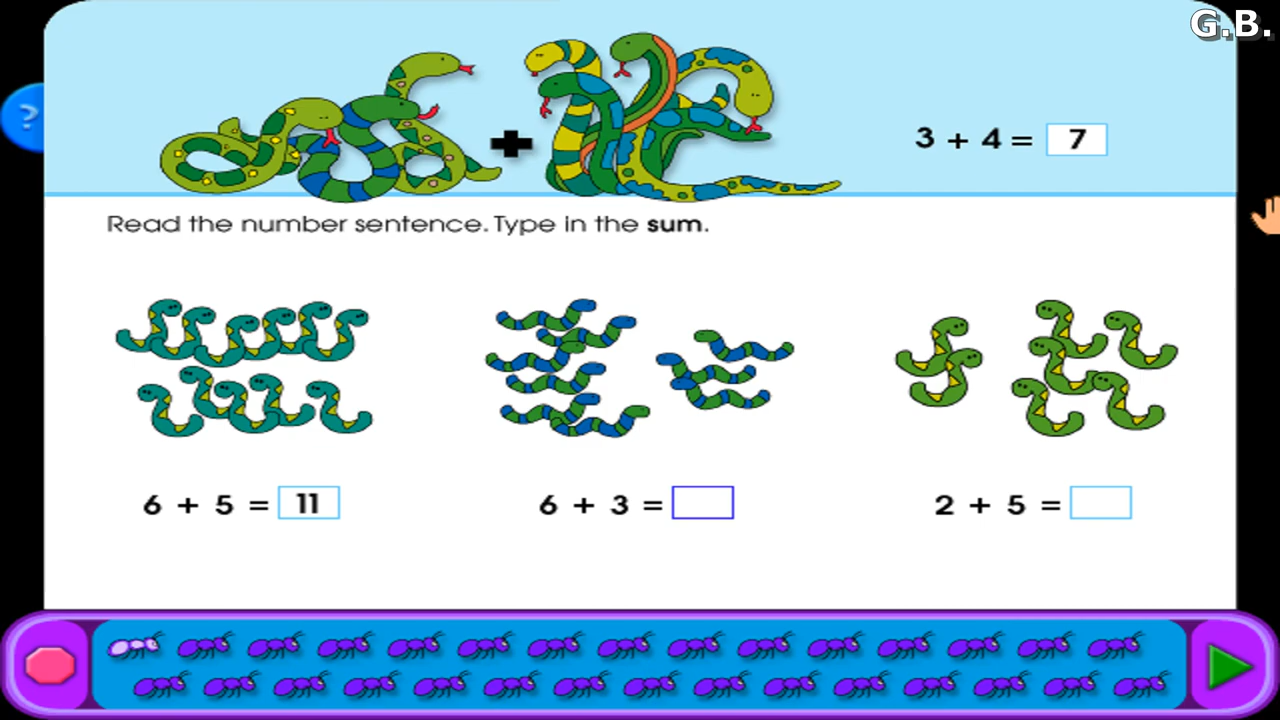 G.B.
?
3 + 4 = 7
Read the number sentence. Type in the sum.
6 + 5 = 11
6 + 3 =
2 + 5 =